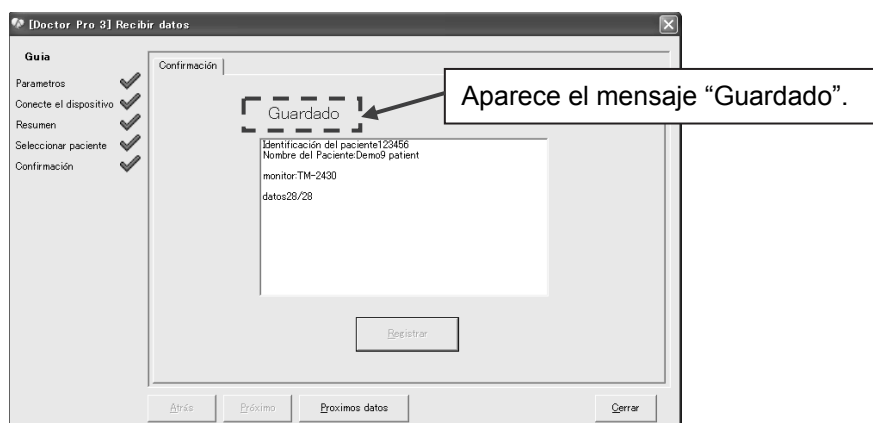 [Doctor Pro 3] Recibir datos
Guia
Parametros
Conecte el dispositivo
Resumen
Seleccionar paciente
Confirmación
Confirmación
Guardado
Aparece el mensaje “Guardado”.
Identificación del paciente123456
Nombre del Paciente:Demo9 patient
monitor:TM-2430
datos28/28
Registrar
Atrás
Próximo
Proximos datos
Cerrar